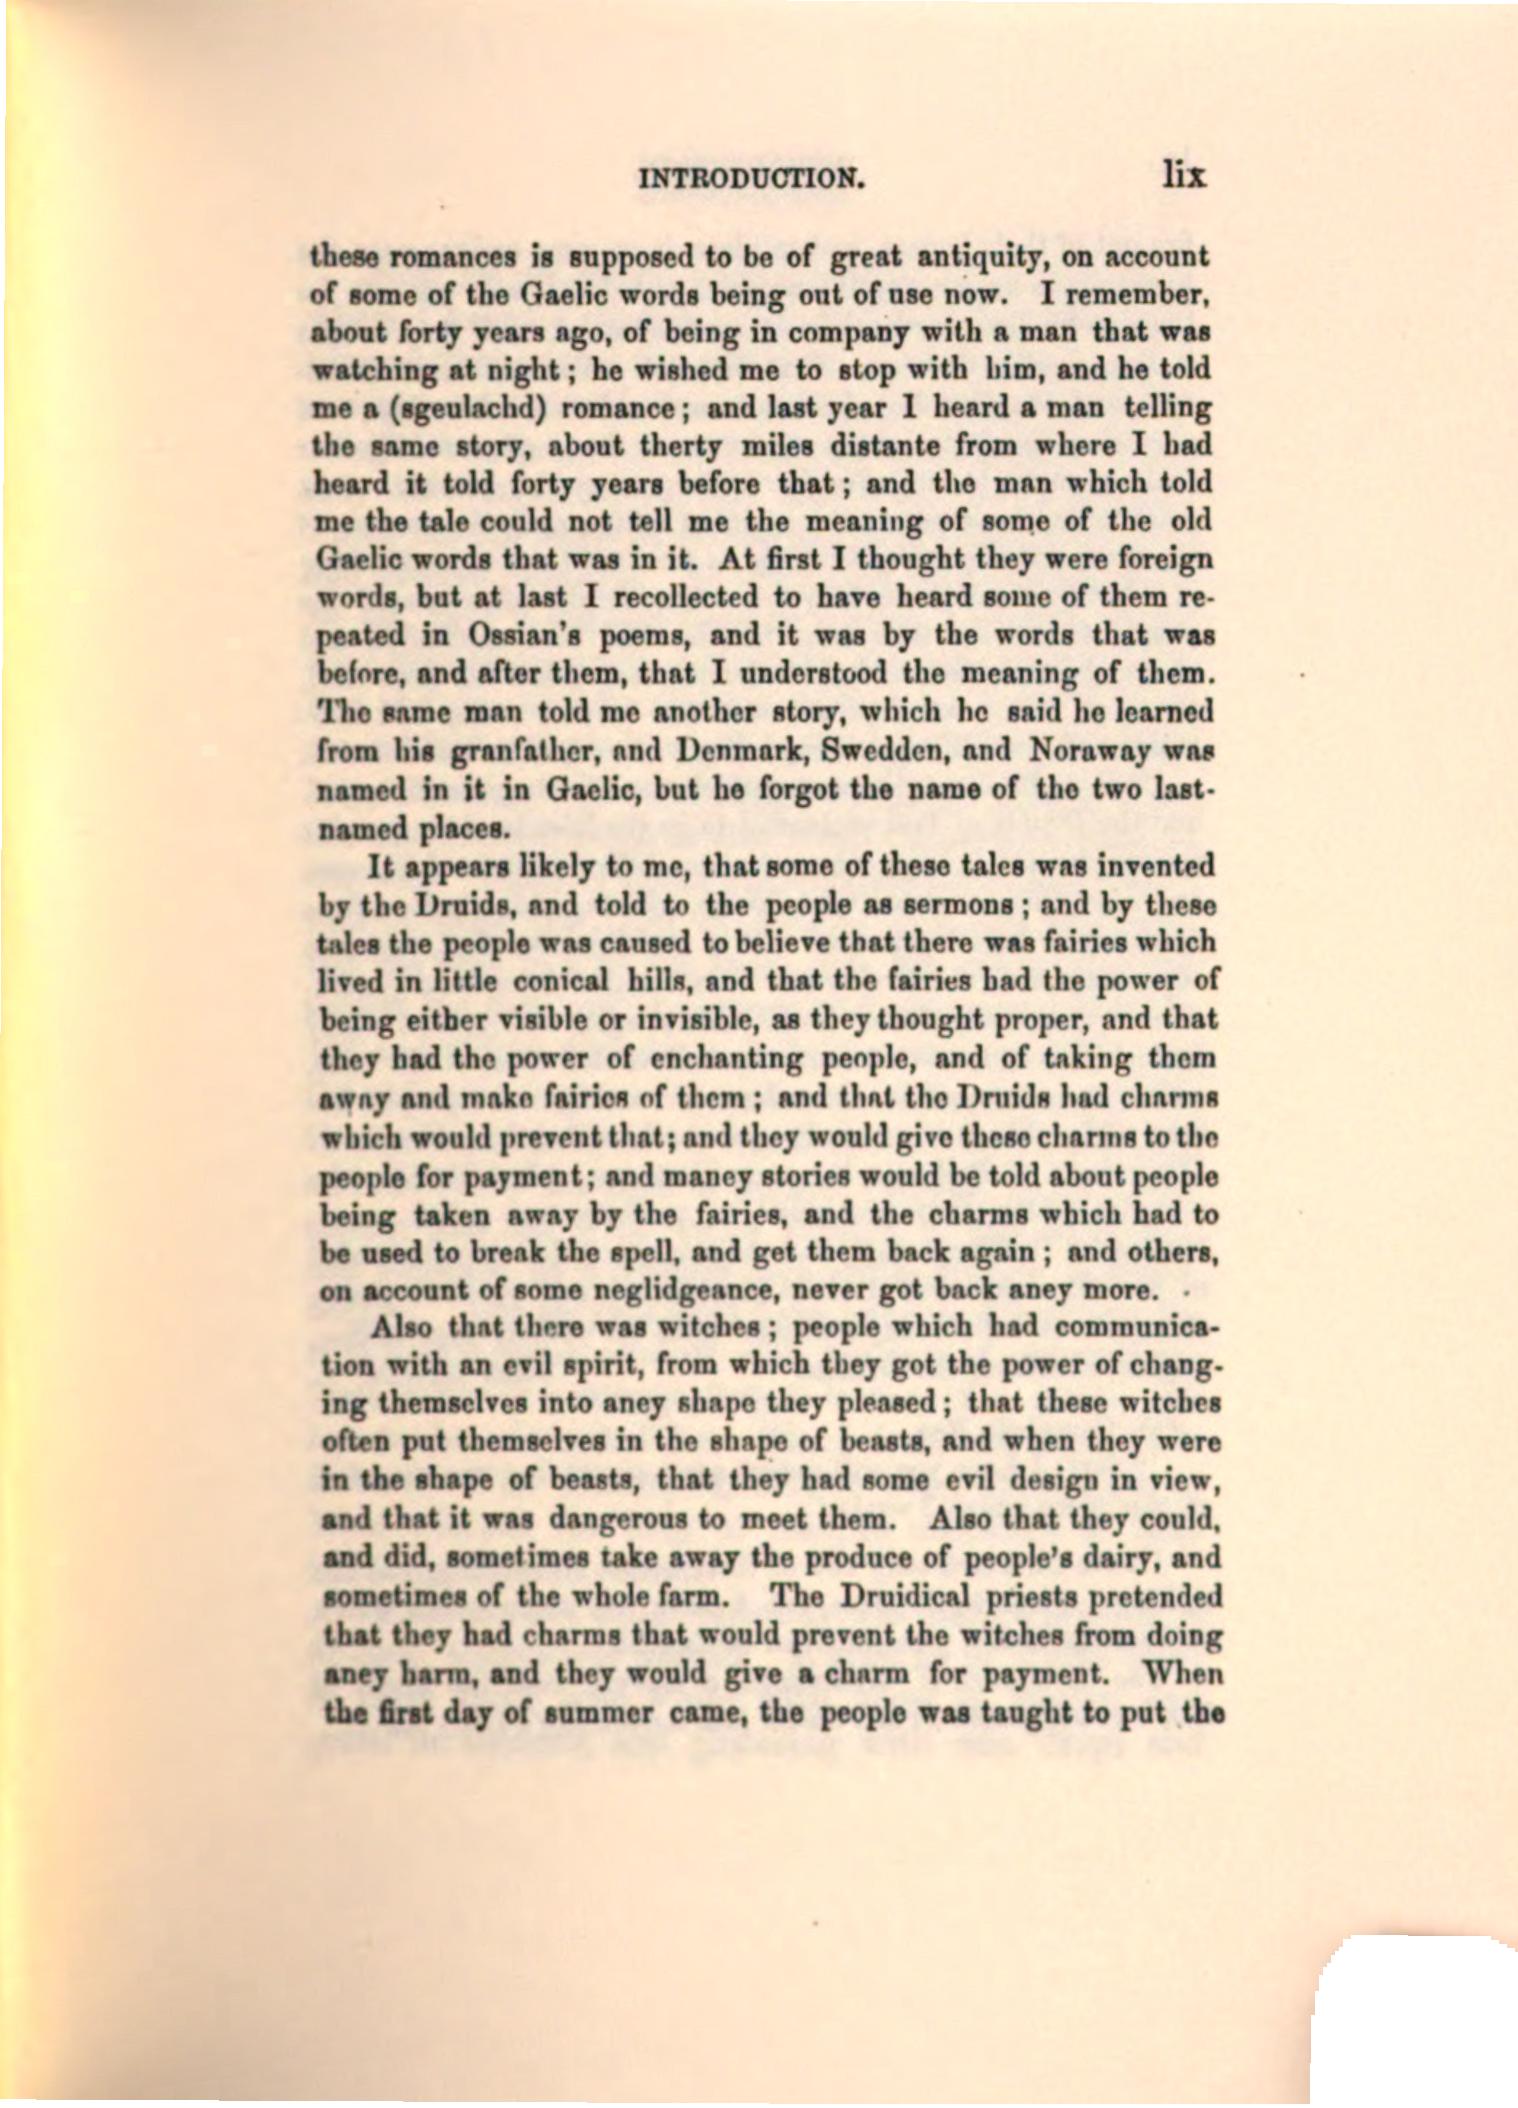 INTRODUCTION. lix
these romances is supposed to be of great antiquity, on account
of some of the Gaelic words being out of use now. I remember,
about forty years ago, of being in company with a man that was
watching at night; he wished me to stop with him, and he told
me a (sgeulachd) romance; and last year I heard a man telling
the same story, about therty miles distante from where I had
heard it told forty years before that; and the man which told
me the tale could not tell me the meaning of some of the old
Gaelic words that was in it. At first I thought they were foreign
words, but at last I recollected to have heard some of them re-
peated in Ossian's poems, and it was by the words that was
before, and after them, that I understood the meaning of them.
The same man told me another story, which he said he learned
from his granfather, and Denmark, Swedden, and Noraway was
named in it in Gaelic, but he forgot the name of the two last-
named places.
It appears likely to me, that some of these tales was invented
by the Druids, and told to the people as sermons; and by these
tales the people was caused to believe that there was fairies which
lived in little conical hills, and that the fairies had the power of
being either visible or invisible, as they thought proper, and that
they had the power of enchanting people, and of taking them
away and make fairies of them; and that the Druids had charms
which would prevent that; and they would give these charms to the
people for payment; and maney stories would be told about people
being taken away by the fairies, and the charms which had to
be used to break the spell, and get them back again; and others,
on account of some neglidgeance, never got back aney more.
Also that there was witches; people which had communica-
tion with an evil spirit, from which they got the power of chang-
ing themselves into aney shape they pleased; that these witches
often put themselves in the shape of beasts, and when they were
in the shape of beasts, that they had some evil design in view,
and that it was dangerous to meet them. Also that they could,
and did, sometimes take away the produce of people's dairy, and
sometimes of the whole farm. The Druidical priests pretended
that they had charms that would prevent the witches from doing
aney harm, and they would give a charm for payment. When
the first day of summer came, the people was taught to put the